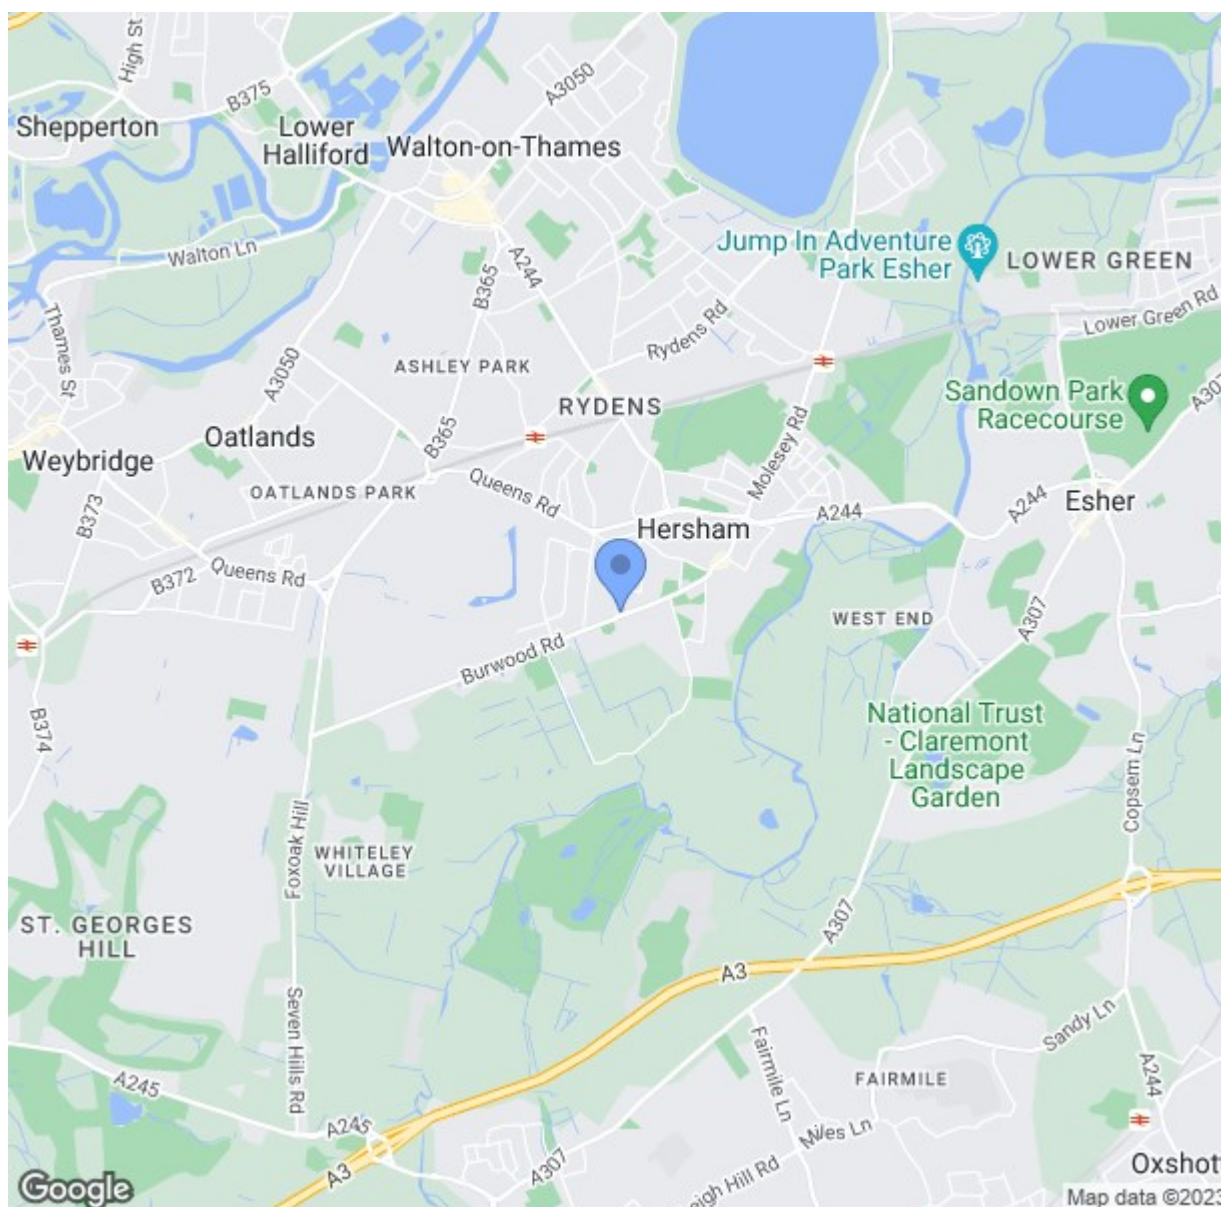 High St
B375
A3050
Shepperton
Lower
Halliford
Walton-on-Thames
Walton Ln
A244
B365
Jump In Adventure
Park Esher
LOWER GREEN
Thames St
A3050
Rydens Rd
Lower Green Rd
ASHLEY PARK
RYDENS
Sandown Park
Racecourse
A307
Oatlands
B365
Weybridge
OATLANDS PARK
Queens Rd
Molesey Rd
B373
Hersham
A244
A244
Esher
B372
Queens Rd
Burwood Rd
WEST END
A307
B374
National Trust
- Claremont
Landscape
Garden
Copsem Ln
Foxoak Hill
WHITELEY
VILLAGE
ST. GEORGES
HILL
A307
A3
Seven Hills Rd
Fairmile Ln
Sandy Ln
A245
FAIRMILE
A244
A245
Miles Ln
A3
A307
eigh Hill Rd
Oxshott
Google
Map data ©2023